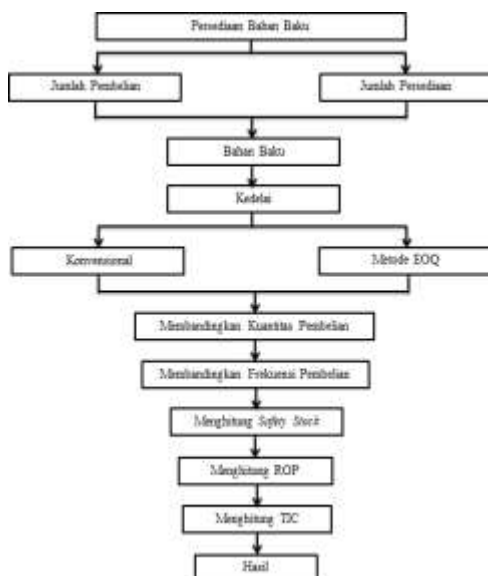 Persediaan Bahan Baku
Jumlah Pembelian
Jumlah Persediaan
Bahan Baku
Kedelai
Konvensional
Metode EOQ
Membandingkan Kuantitas Pembelian
Membandingkan Frekuensi Pembelian
Menghitung Safety Stock
Menghitung ROP
Menghitung TIC
Hasil